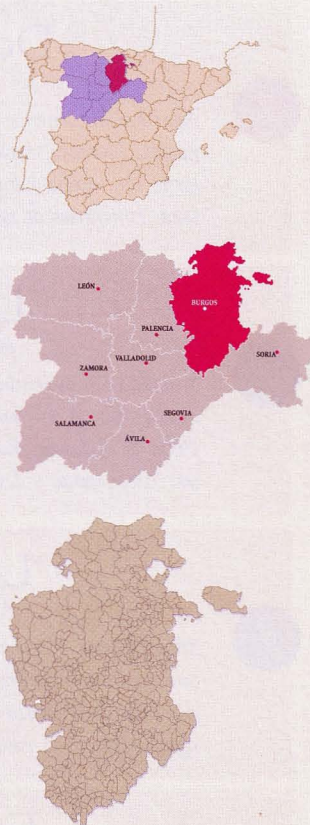 LEÓN
BURGOS
PALENCIA
VALLADOLID
SORIA
ZAMORA
SEGOVIA
SALAMANCA
ÁVILA